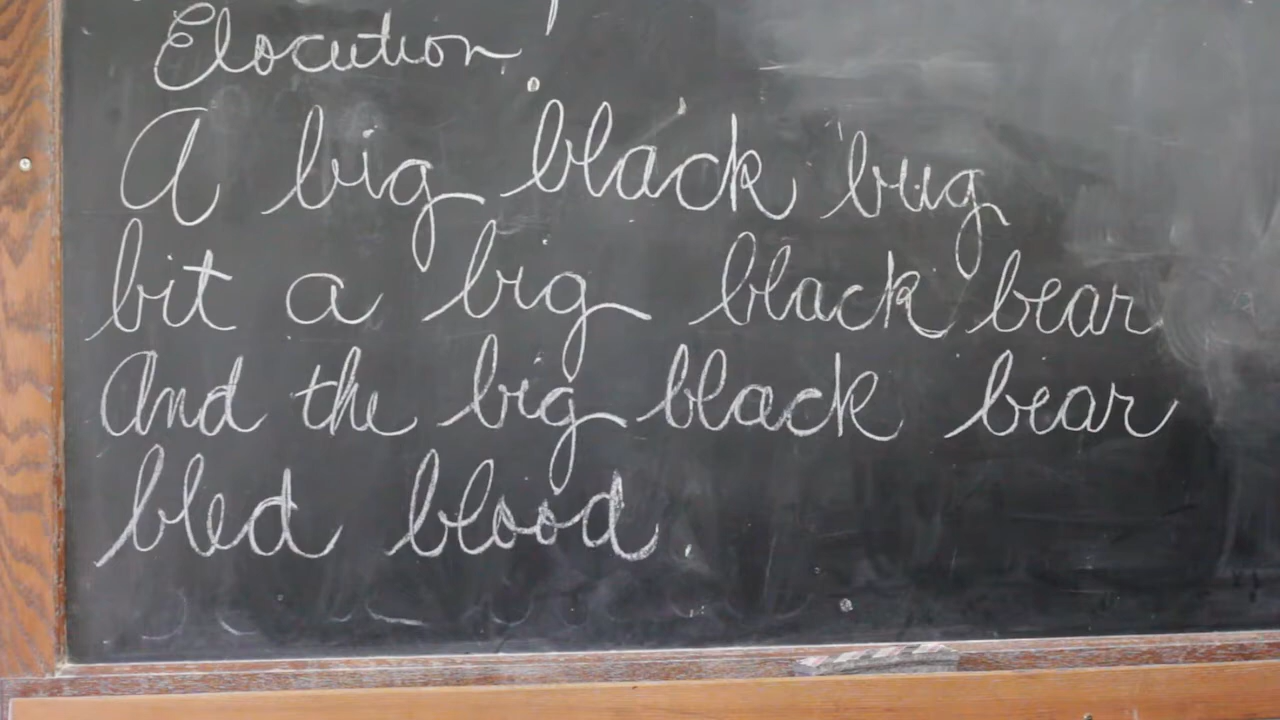 Elocution!
A big black bug
bit a big black bear
And the big black bear
bled blood.